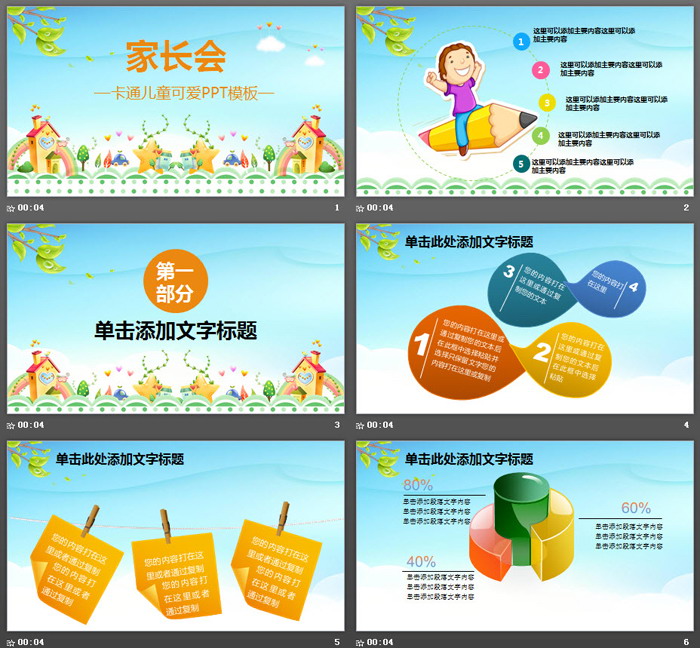 家长会
—卡通儿童可爱PPT模板—
00:04
1
1
这里可以添加主要内容这里可以添
加主要内容
2
这里可以添加主要内容这里可以添
加主要内容
3
这里可以添加主要内容这里可以添
加主要内容
4
这里可以添加主要内容这里可以添
加主要内容
5
这里可以添加主要内容这里可以添
加主要内容
00:04
2
第一
部分
单击添加文字标题
00:04
3
单击此处添加文字标题
1
您的内容打在这里或
通过复制您的文本后
在此框中选择粘贴并
选择只保留文字您的
内容打在这里或复制
2
您的内容打在这
里或者通过复制
您的文本后
在此框中选择
粘贴
3
您的内容打在
这里或通过复
制您的文本
您的内容打
在这里
4
00:04
4
单击此处添加文字标题
您的内容打在这
里或者通过复制
您的内容打
在这里或者
通过复制
您的内容打在这
里或者通过复制
您的内容打
在这里或者
通过复制
您的内容打在这
里或者通过复制
您的内容打
在这里或者
通过复制
00:04
5
单击此处添加文字标题
80%
单击添加段落文字内容
单击添加段落文字内容
单击添加段落文字内容
60%
单击添加段落文字内容
单击添加段落文字内容
单击添加段落文字内容
40%
单击添加段落文字内容
单击添加段落文字内容
00:04
6